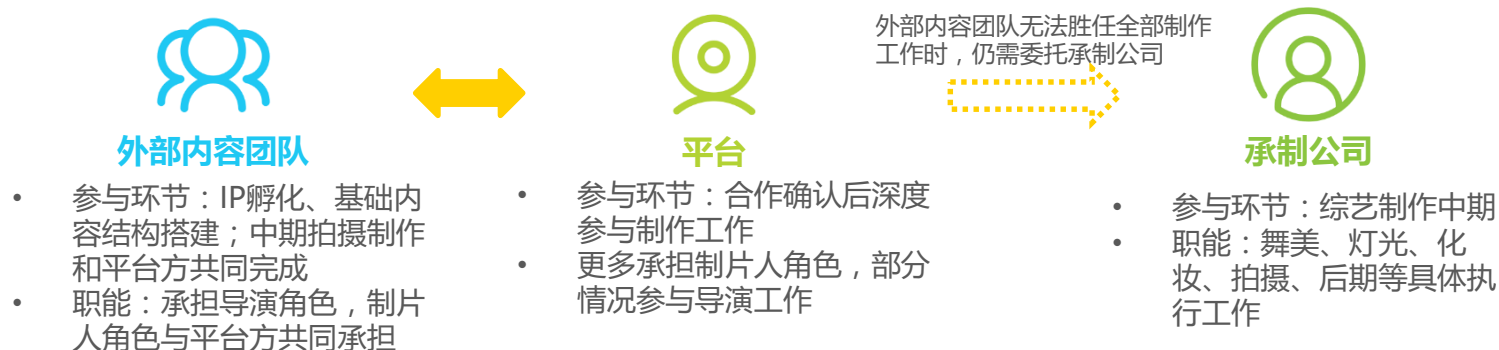 外部内容团队无法胜任全部制作
工作时，仍需委托承制公司
外部内容团队
• 参与环节：IP孵化、基础内
容结构搭建；中期拍摄制作
和平台方共同完成
• 职能：承担导演角色，制片
人角色与平台方共同承担
平台
• 参与环节：合作确认后深度
参与制作工作
• 更多承担制片人角色，部分
情况参与导演工作
承制公司
• 参与环节：综艺制作中期
• 职能：舞美、灯光、化
妆、拍摄、后期等具体执
行工作